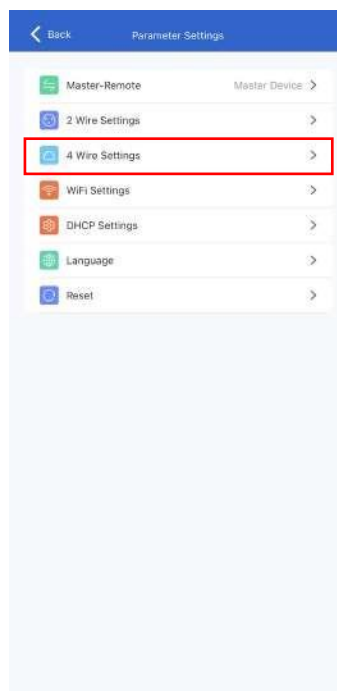 Back
Parameter Settings
Master-Remote
Master Device
2 Wire Settings
4 Wire Settings
WiFi Settings
DHCP Settings
Language
Reset